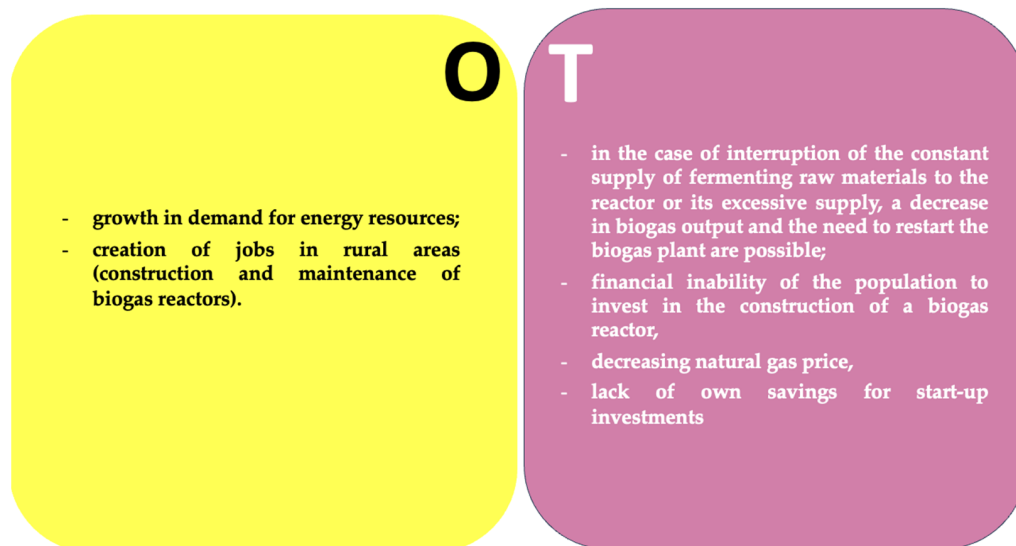 O
- growth in demand for energy resources;
- creation of jobs in rural areas
(construction and maintenance of
biogas reactors).
T
- in the case of interruption of the constant
supply of fermenting raw materials to the
reactor or its excessive supply, a decrease
in biogas output and the need to restart the
biogas plant are possible;
- financial inability of the population to
invest in the construction of a biogas
reactor,
- decreasing natural gas price,
- lack of own savings for start-up
investments